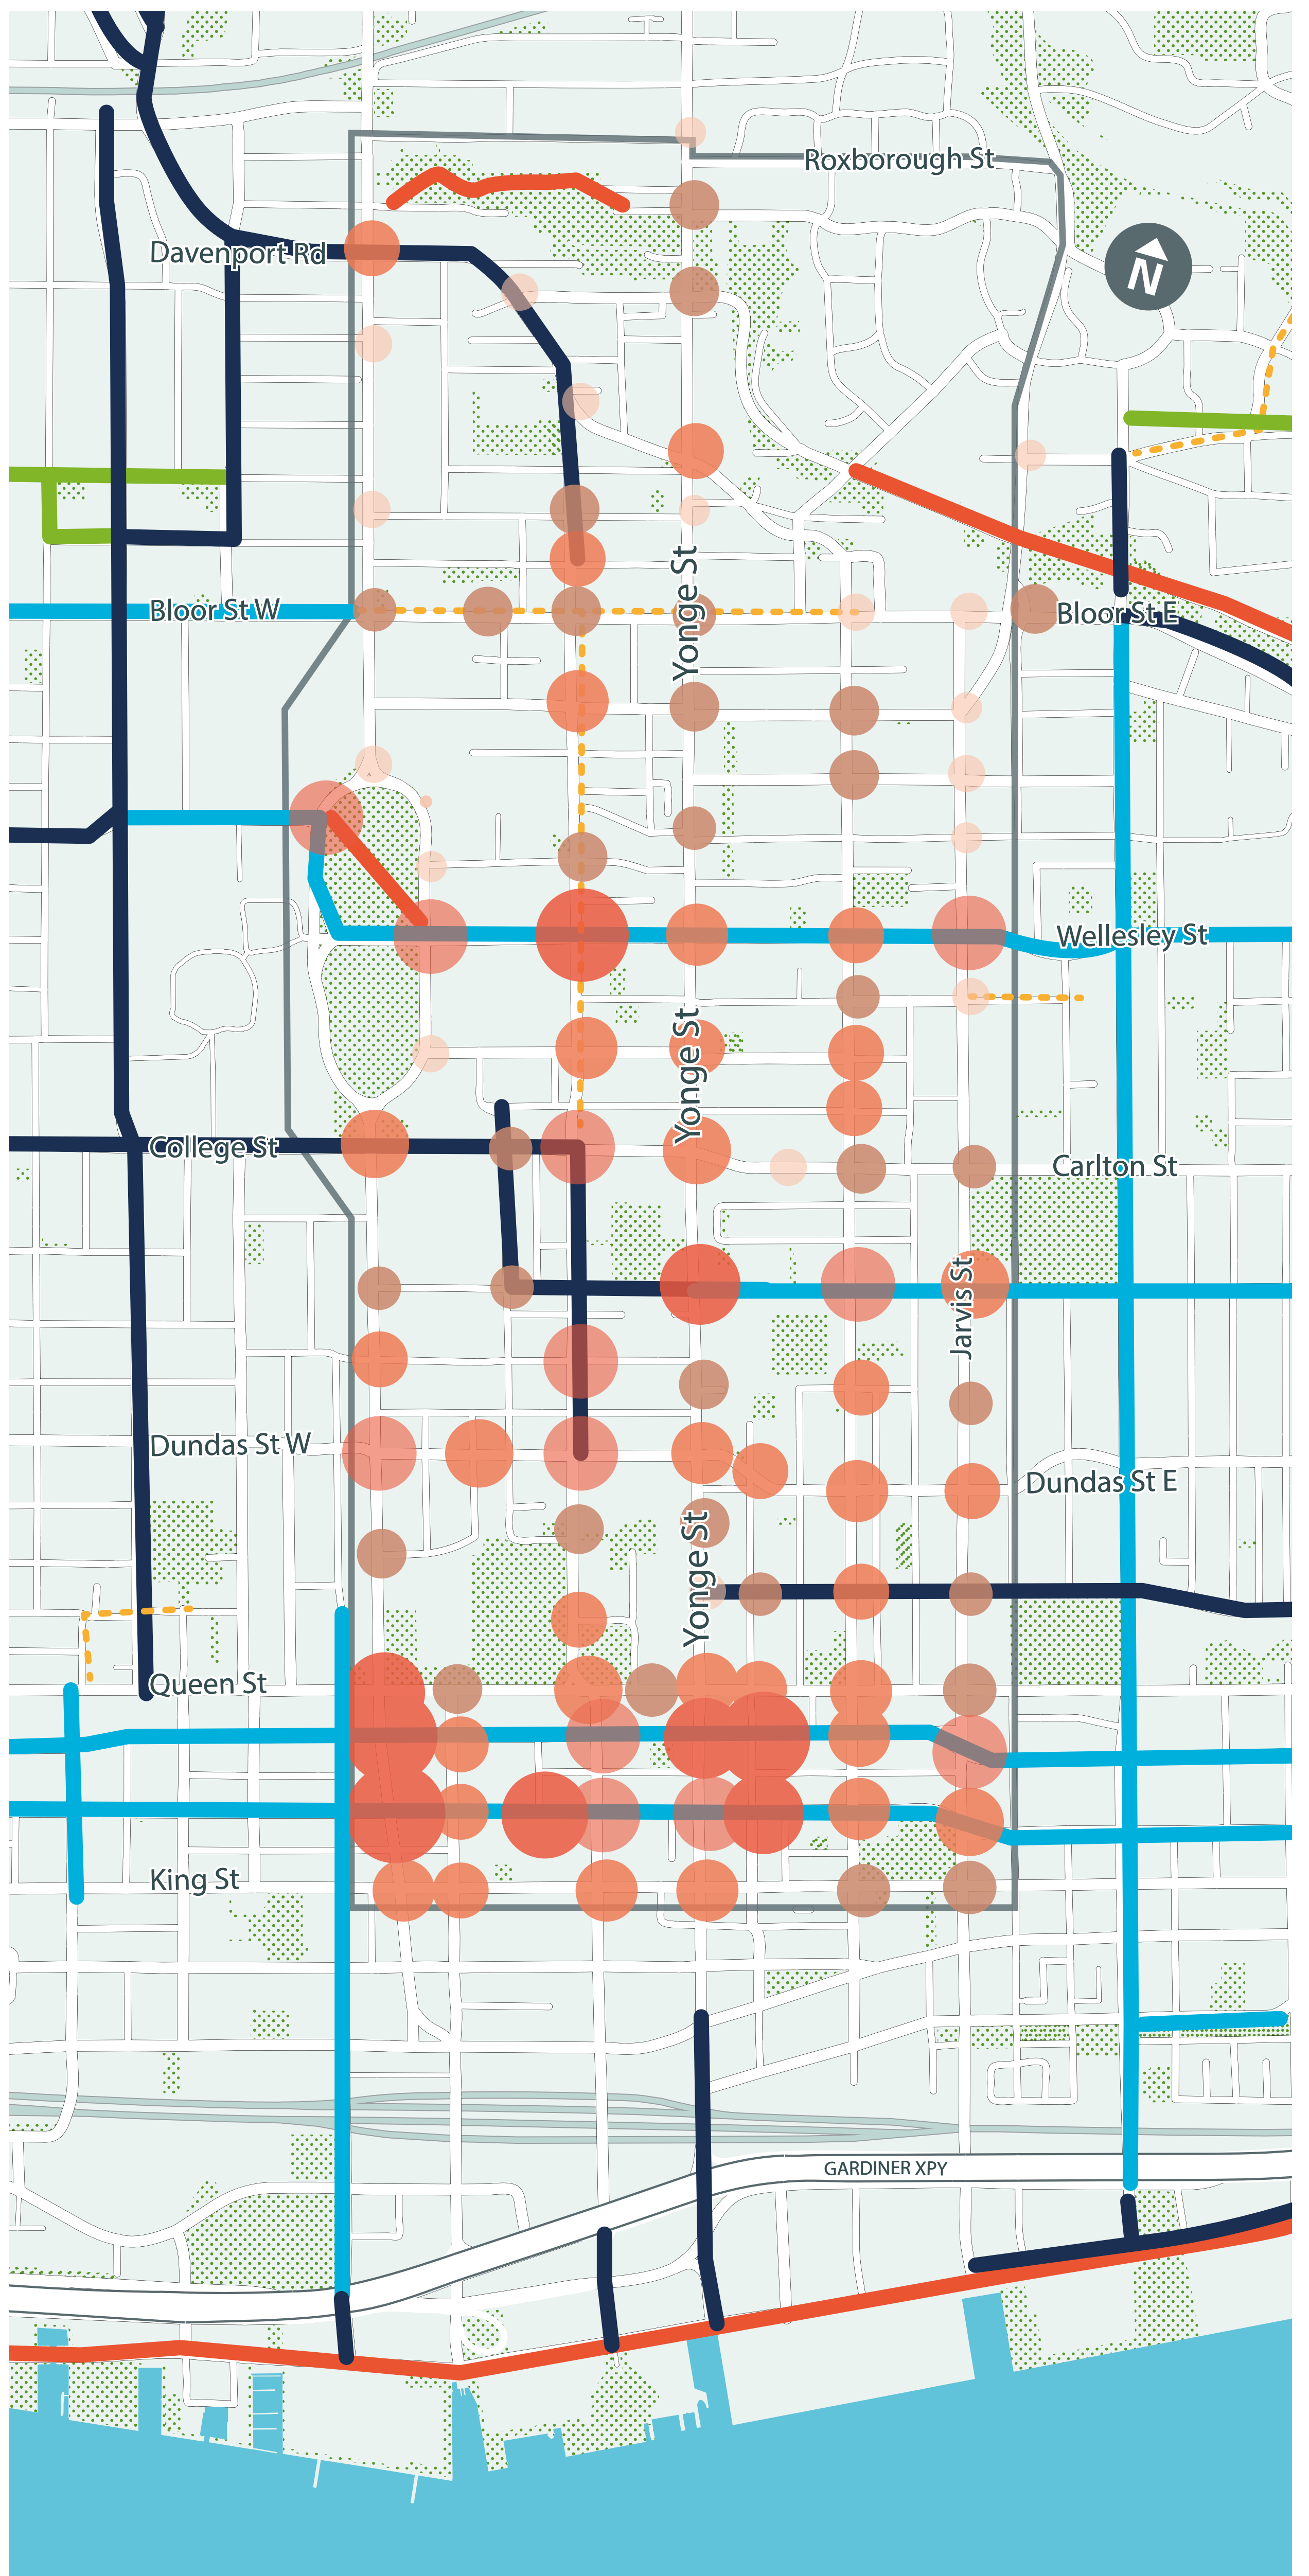 Roxborough St
Davenport Rd
N
Yonge St
Bloor St W
Bloor St E
Wellesley St
Yonge St
College St
Carlton St
Jarvis St
Dundas St W
Dundas St E
Yonge St
Queen St
King St
GARDINER XPY